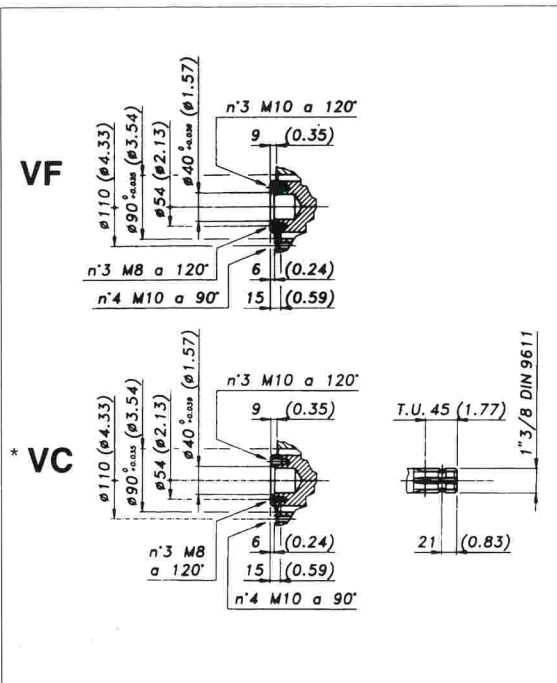 VF
ø110 (ø4.33)
ø90 0 +0.035 (ø3.54)
ø54 (ø2.13)
ø40 0 +0.039 (ø1.57)
n°3 M10 a 120°
9 (0.35)
n°3 M8 a 120°
n°4 M10 a 90°
6 (0.24)
15 (0.59)
* VC
ø110 (ø4.33)
ø90 0 +0.035 (ø3.54)
ø54 (ø2.13)
ø40 0 +0.039 (ø1.57)
n°3 M10 a 120°
9 (0.35)
n°3 M8
a 120°
n°4 M10 a 90°
6 (0.24)
15 (0.59)
T.U. 45 (1.77)
1"3/8 DIN 9611
21 (0.83)